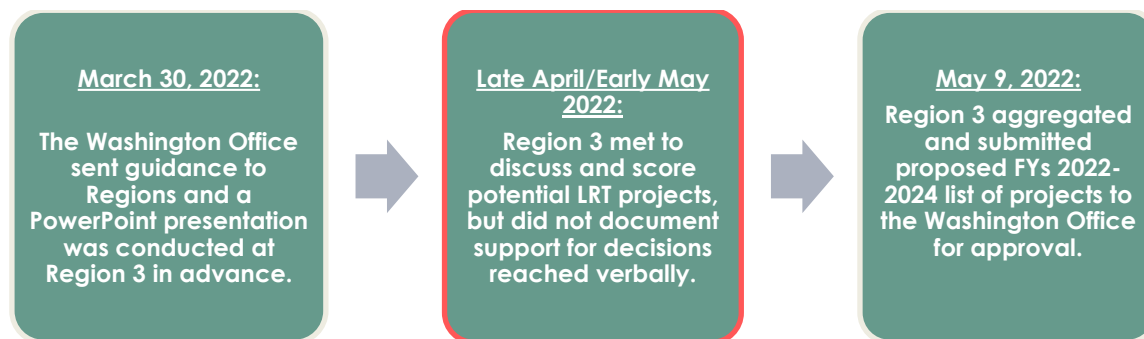 March 30, 2022:
The Washington Office
sent guidance to
Regions and a
PowerPoint presentation
was conducted at
Region 3 in advance.
Late April/Early May
2022:
Region 3 met to
discuss and score
potential LRT projects,
but did not document
support for decisions
reached verbally.
May 9, 2022:
Region 3 aggregated
and submitted
proposed FYs 2022-
2024 list of projects to
the Washington Office
for approval.